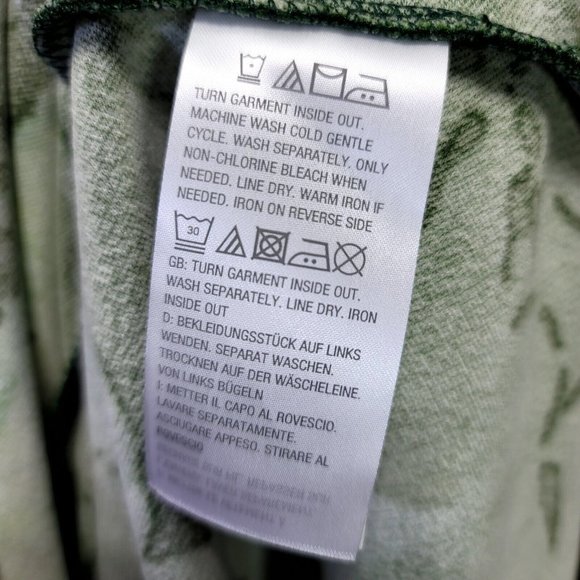 TURN GARMENT INSIDE OUT.
MACHINE WASH COLD GENTLE
CYCLE. WASH SEPARATELY. ONLY
NON-CHLORINE BLEACH WHEN
NEEDED. LINE DRY. WARM IRON IF
NEEDED. IRON ON REVERSE SIDE
30
GB: TURN GARMENT INSIDE OUT.
WASH SEPARATELY. LINE DRY. IRON
INSIDE OUT
D: BEKLEIDUNGSSTÜCK AUF LINKS
WENDEN. SEPARAT WASCHEN.
TROCKNEN AUF DER WÄSCHELEINE.
VON LINKS BÜGELN
I: METTER IL CAPO AL ROVESCIO.
LAVARE SEPARATAMENTE.
ASCIUGARE APPESO. STIRARE AL
ROVESCIO